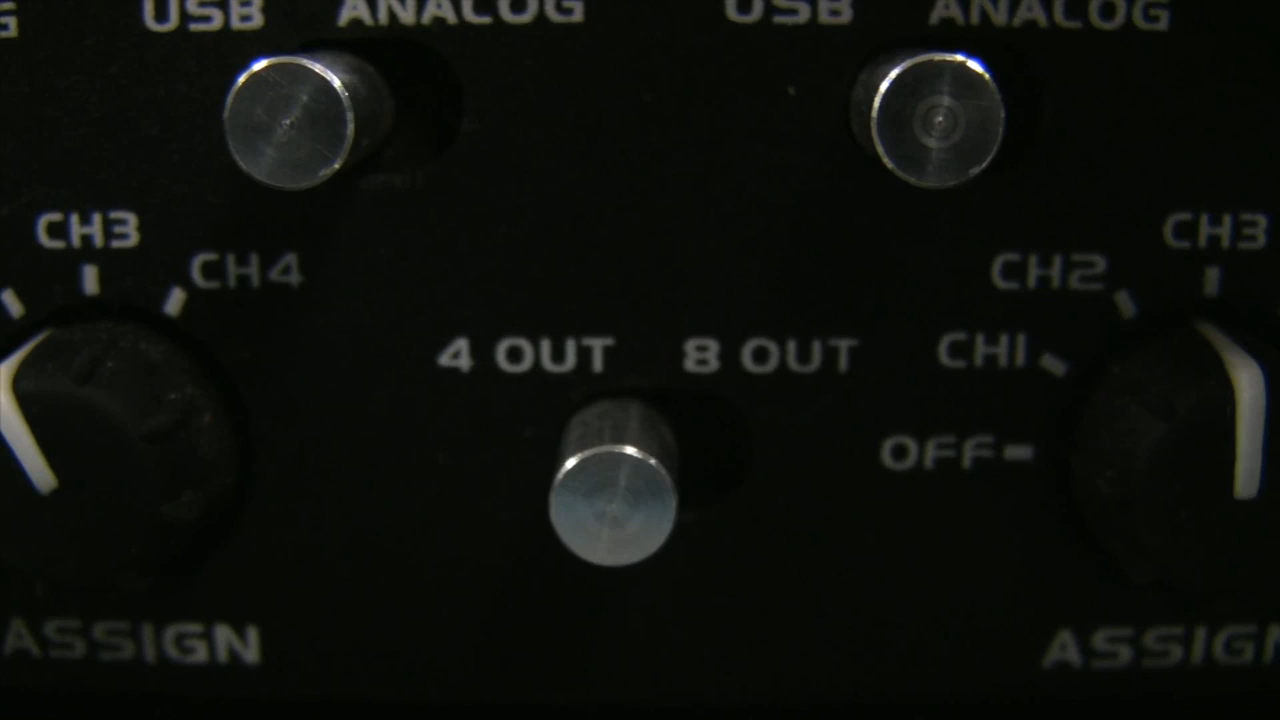 G USB ANALOG USB ANALOG
CH3 CH3
CH4 CH2
4 OUT 8 OUT CH1
OFF
ASSIGN ASSIGN